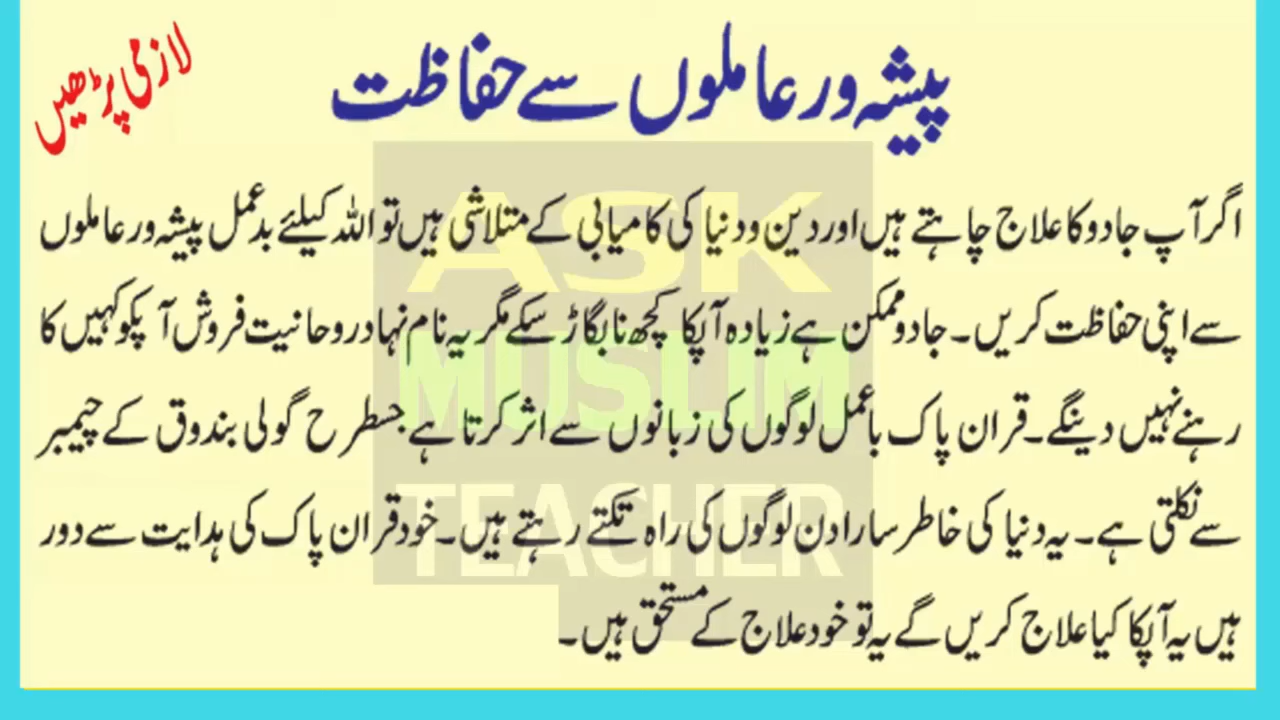 لازمی پڑھیں
پیشہ ور عاملوں سے حفاظت
اگر آپ جادو کا علاج چاہتے ہیں اور دین و دنیا کی کامیابی کے متلاشی ہیں تو اللہ کیلئے بدعمل پیشہ ور عاملوں
سے اپنی حفاظت کریں۔ جادو ممکن ہے زیادہ آپکا کچھ نا بگاڑ سکے مگر یہ نام نہاد روحانیت فروش آپکو کہیں کا
رہنے نہیں دینگے۔ قران پاک باعمل لوگوں کی زبانوں سے اثر کرتا ہے جسطرح گولی بندوق کے چیمبر
سے نکلتی ہے۔ یہ دنیا کی خاطر سارا دن لوگوں کی راہ تکتے رہتے ہیں۔ خود قران پاک کی ہدایت سے دور
ہیں یہ آپکا کیا علاج کریں گے یہ تو خود علاج کے مستحق ہیں۔
ASK
MUSLIM
TEACHER